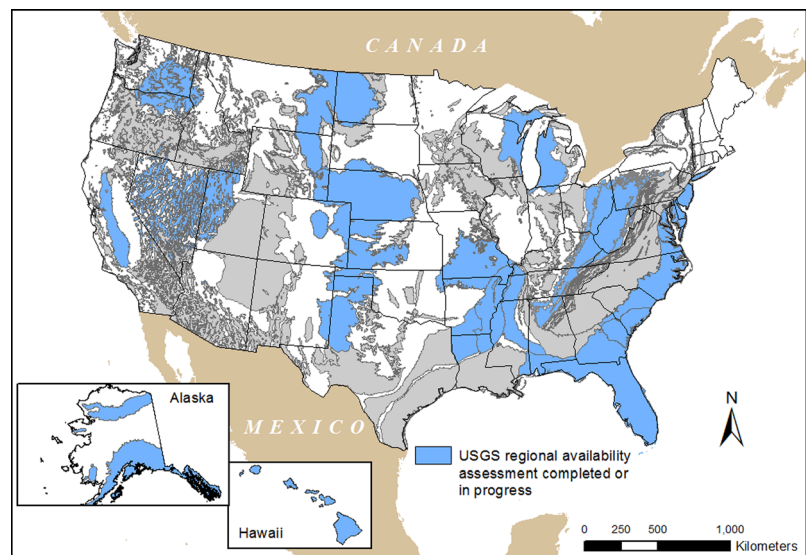 CANADA
MEXICO
Alaska
Hawaii
N
USGS regional availability
assessment completed or
in progress
0 250 500 1,000
Kilometers